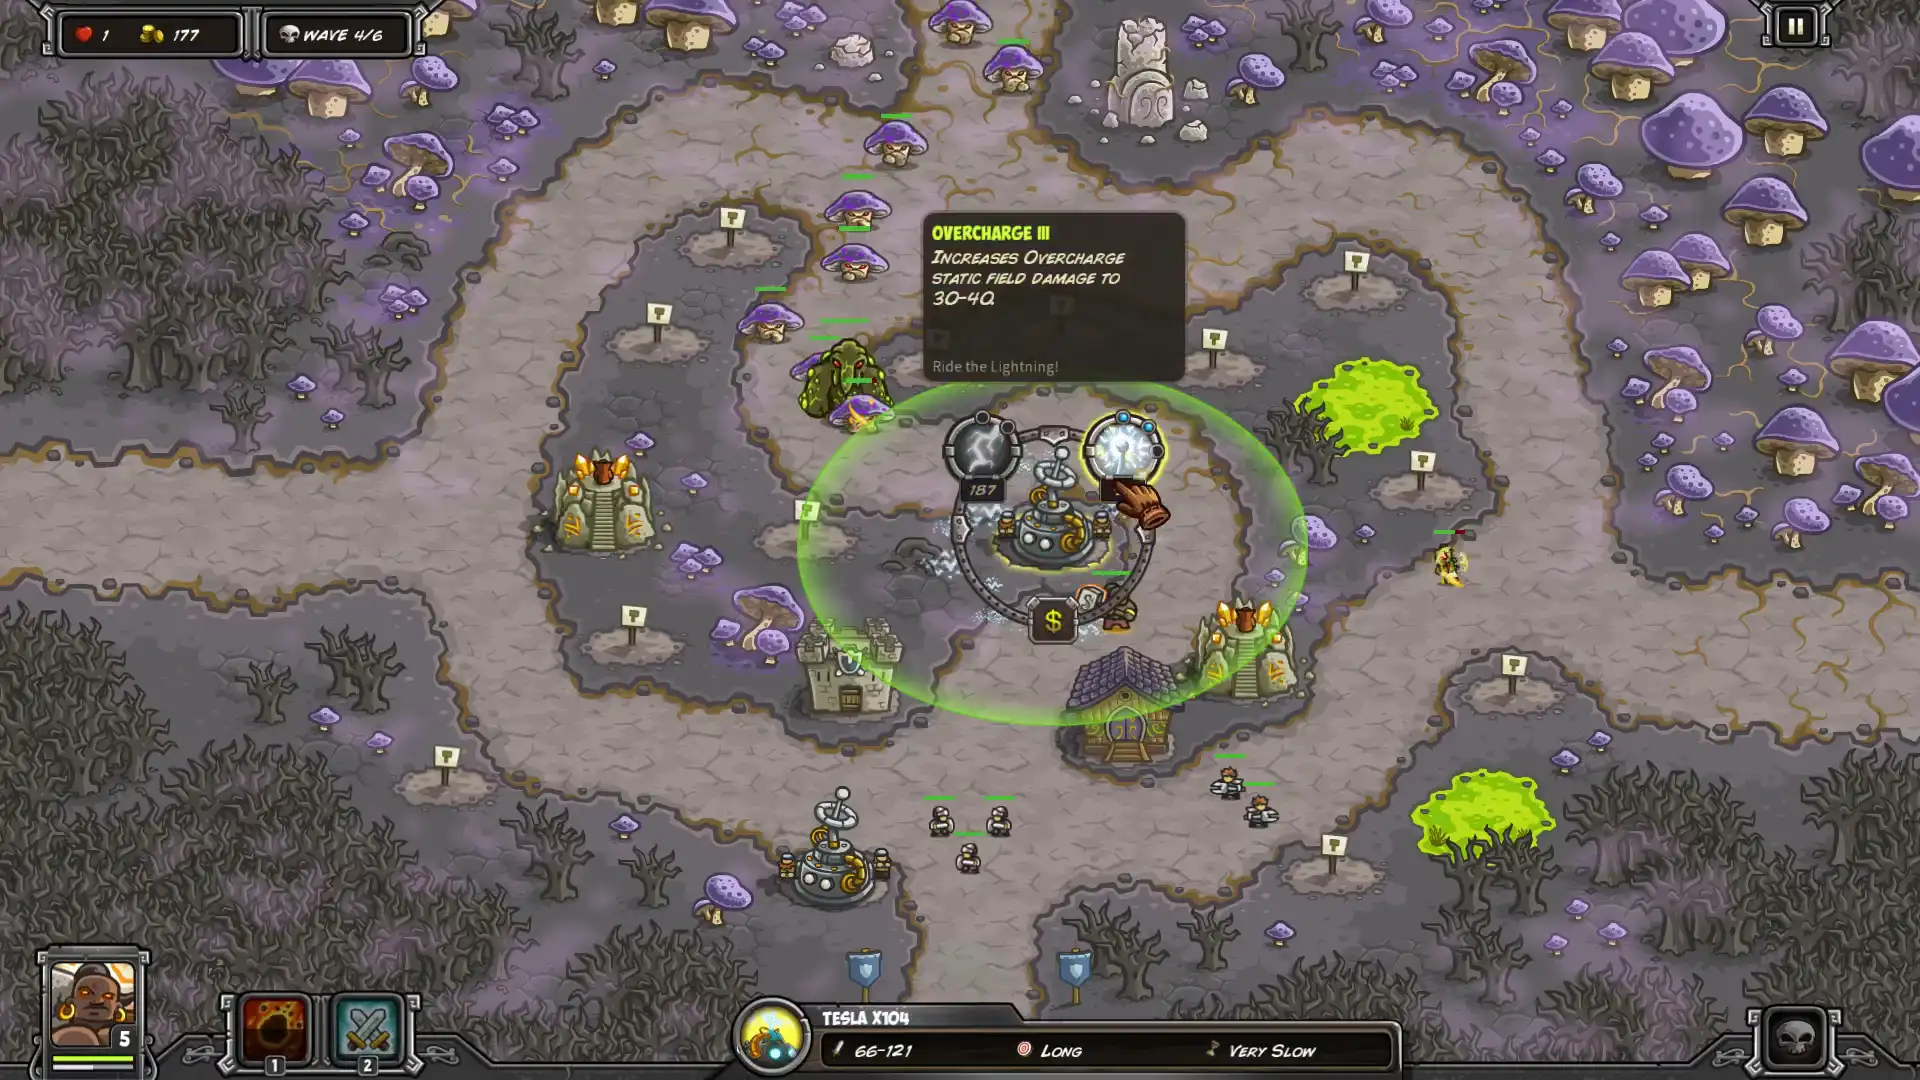 1
177
WAVE 4/6
OVERCHARGE III
INCREASES OVERCHARGE
STATIC FIELD DAMAGE TO
30-40.
Ride the Lightning!
187
$
5
1
2
TESLA X104
66-121
LONG
VERY SLOW